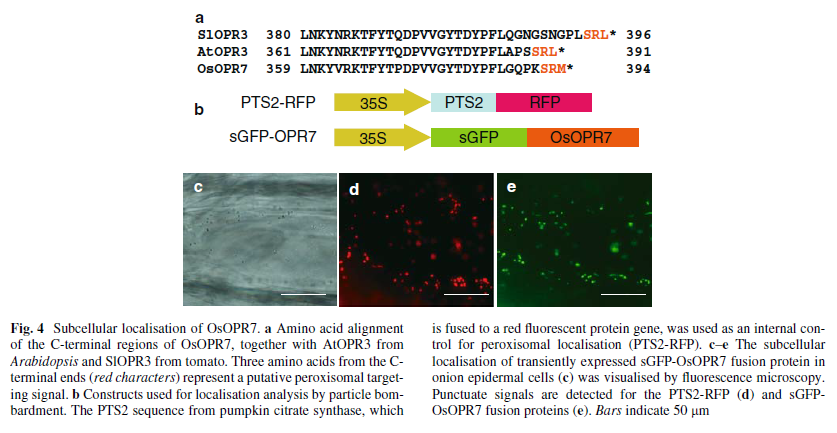 a
SlOPR3 380 LNKYNRKTFYTQDPVVGYTDYPFLQGNGSNGPLSRL* 396
AtOPR3 361 LNKYNRKTFYTQDPVVGYTDYPFLAPSSRL* 391
OsOPR7 359 LNKYVRKTFYTPDPVVGYTDYPFLGQPKSRM* 394
b
PTS2-RFP 35S PTS2 RFP
sGFP-OPR7 35S sGFP OsOPR7
c d e
Fig. 4 Subcellular localisation of OsOPR7. a Amino acid alignment
of the C-terminal regions of OsOPR7, together with AtOPR3 from
Arabidopsis and SlOPR3 from tomato. Three amino acids from the C-
terminal ends (red characters) represent a putative peroxisomal target-
ing signal. b Constructs used for localisation analysis by particle bom-
bardment. The PTS2 sequence from pumpkin citrate synthase, which
is fused to a red fluorescent protein gene, was used as an internal con-
trol for peroxisomal localisation (PTS2-RFP). c–e The subcellular
localisation of transiently expressed sGFP-OsOPR7 fusion protein in
onion epidermal cells (c) was visualised by fluorescence microscopy.
Punctuate signals are detected for the PTS2-RFP (d) and sGFP-
OsOPR7 fusion proteins (e). Bars indicate 50 μm